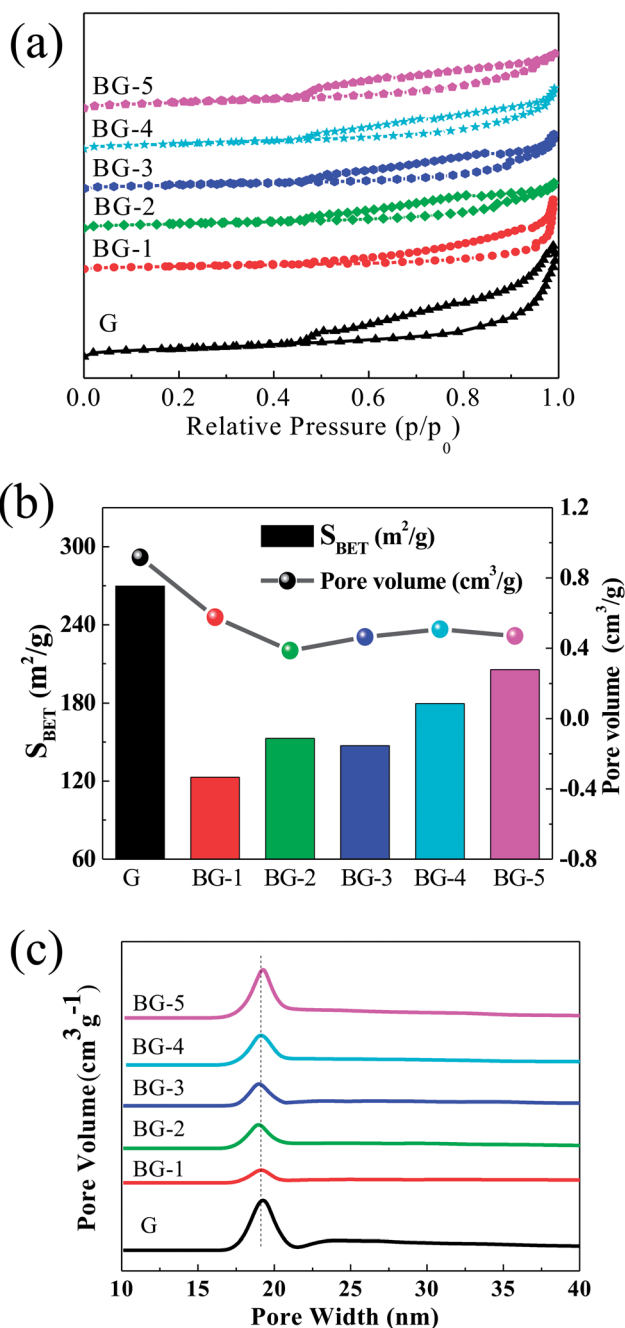 (a)
BG-5
BG-4
BG-3
BG-2
BG-1
G
0.0 0.2 0.4 0.6 0.8 1.0
Relative Pressure (p/p₀)
(b)
S_BET (m²/g)
Pore volume (cm³/g)
300
240
180
120
60
S_BET (m²/g)
1.2
0.8
0.4
0.0
-0.4
-0.8
Pore volume (cm³/g)
G BG-1 BG-2 BG-3 BG-4 BG-5
(c)
BG-5
BG-4
BG-3
BG-2
BG-1
G
Pore Volume(cm³g-1)
10 15 20 25 30 35 40
Pore Width (nm)